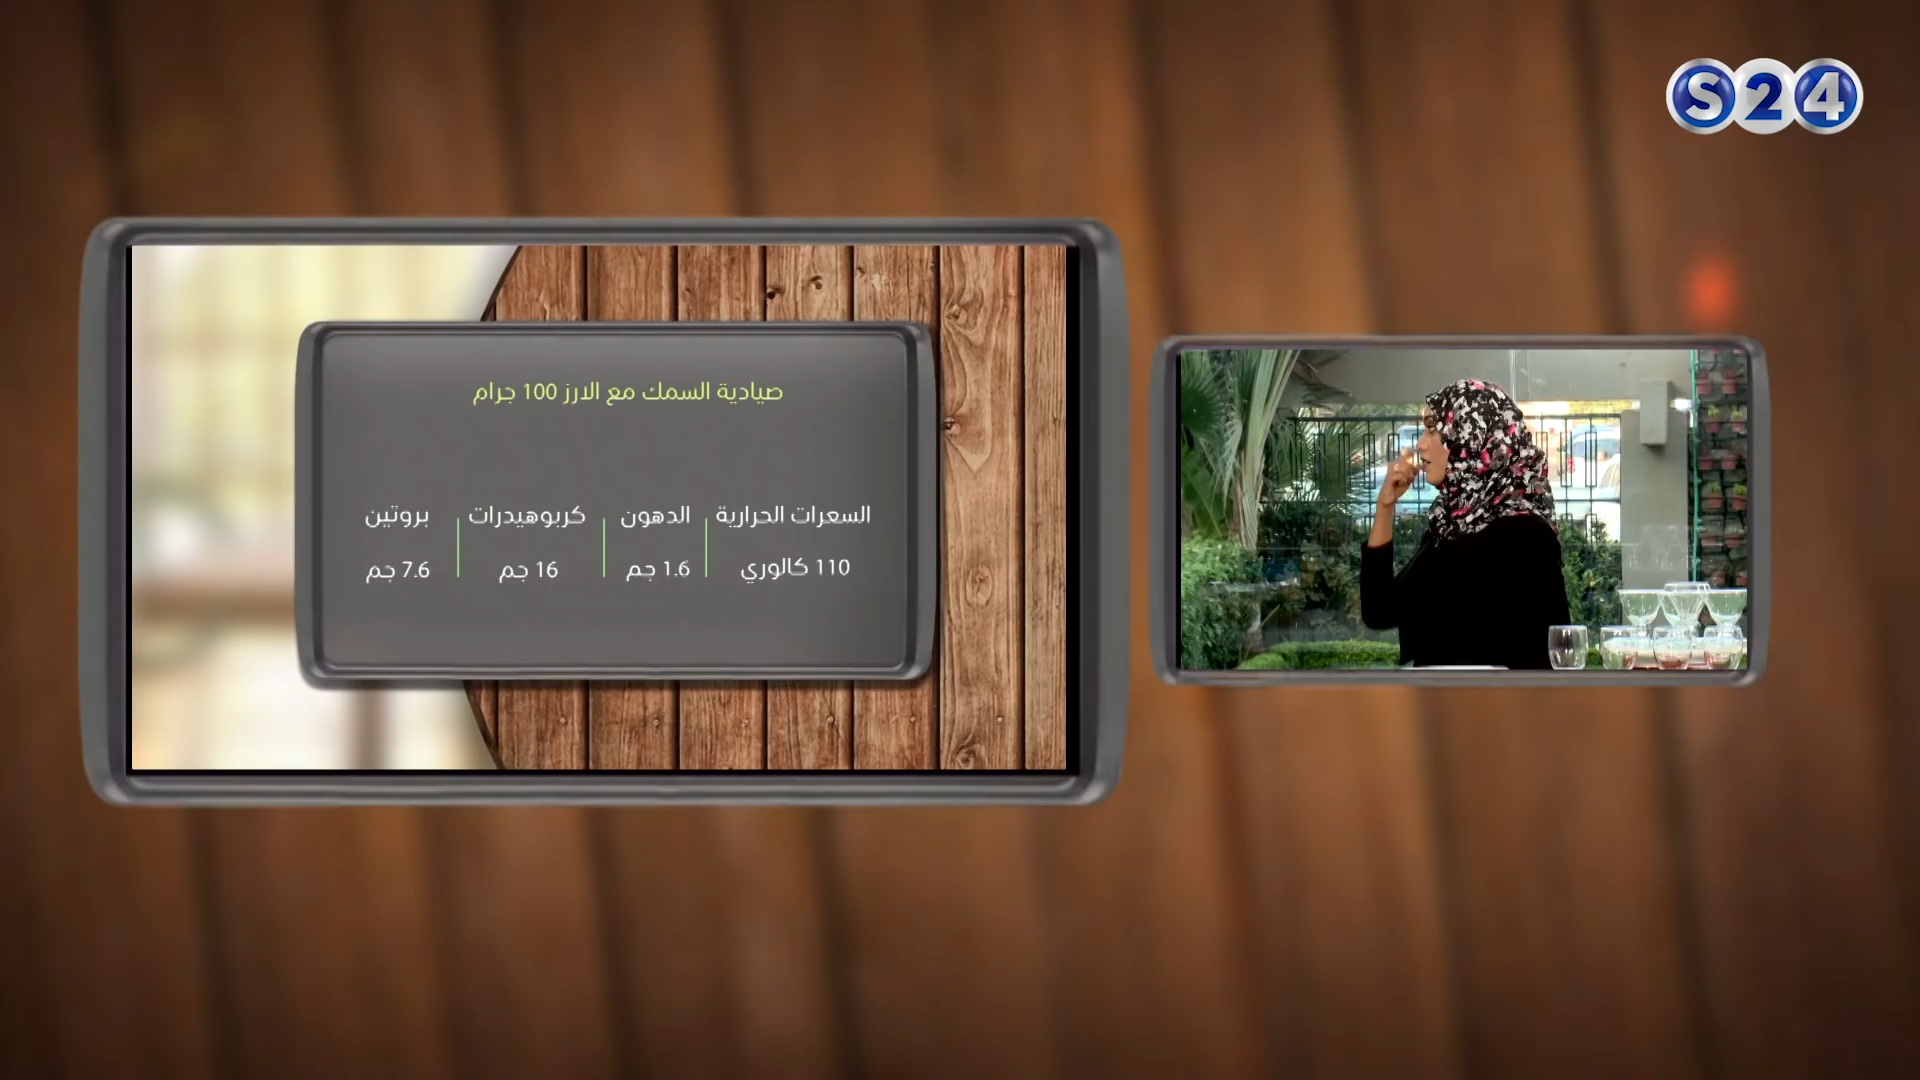 S24
صيادية السمك مع الارز 100 جرام
السعرات الحرارية الدهون كربوهيدرات بروتين
110 كالوري 1.6 جم 16 جم 7.6 جم